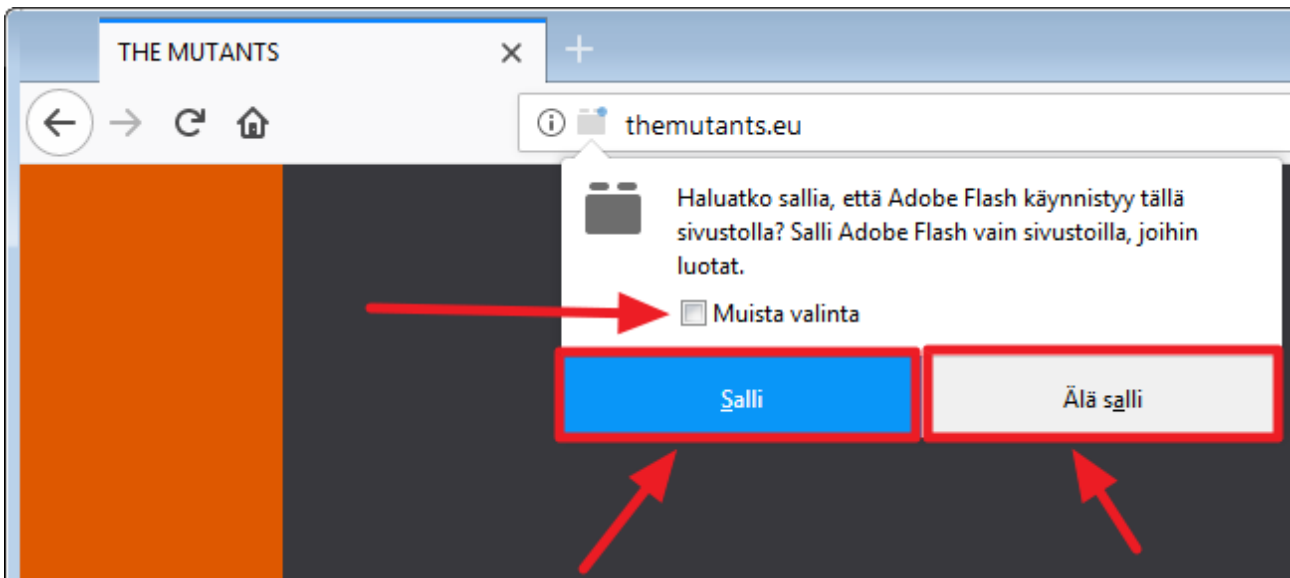 THE MUTANTS
themutants.eu
Haluatko sallia, että Adobe Flash käynnistyy tällä
sivustolla? Salli Adobe Flash vain sivustoilla, joihin
luotat.
Muista valinta
Salli
Älä salli